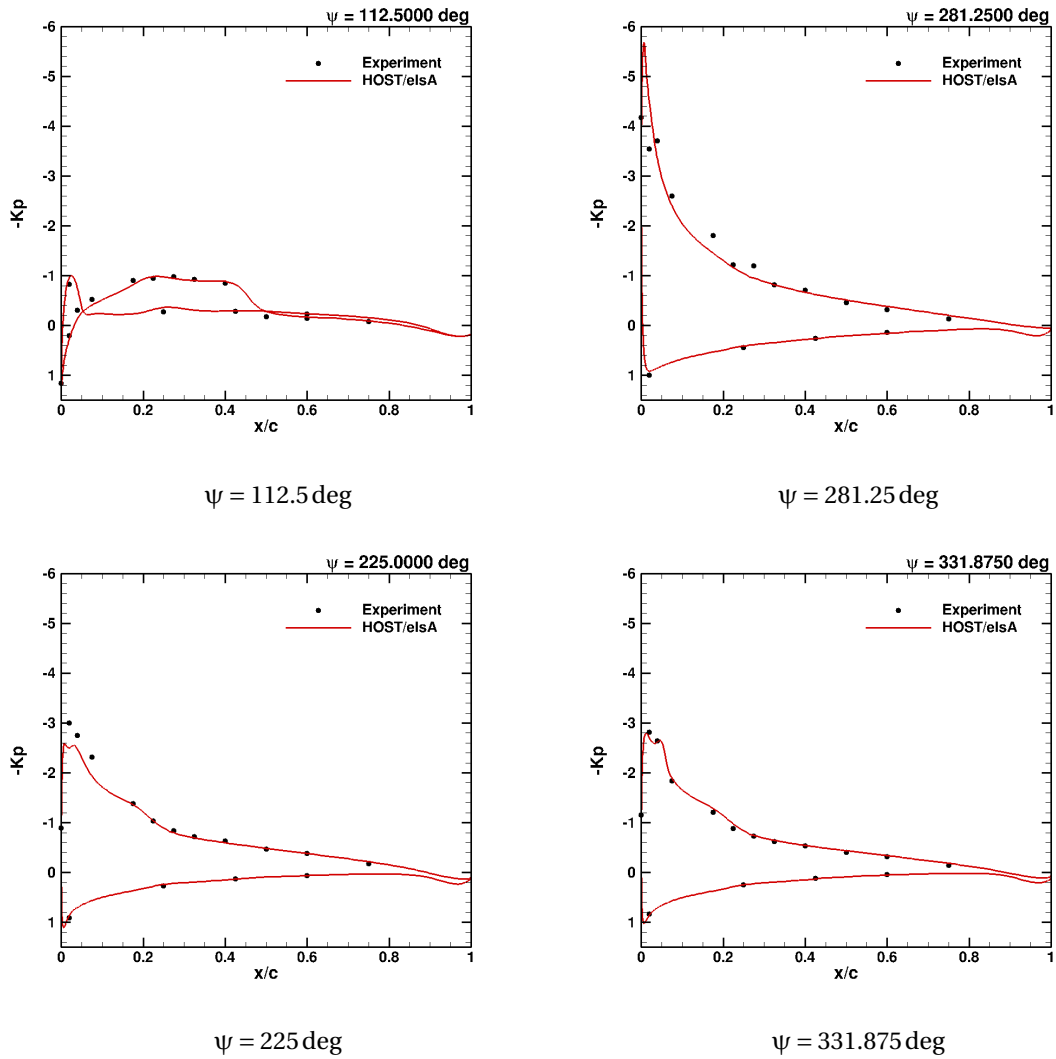 ψ = 112.5000 deg
-6
-5
-4
-3
-2
-1
0
1
-Kp
Experiment
HOST/elsA
0 0.2 0.4 0.6 0.8 1
x/c
ψ = 112.5 deg
ψ = 281.2500 deg
-6
-5
-4
-3
-2
-1
0
1
-Kp
Experiment
HOST/elsA
0 0.2 0.4 0.6 0.8 1
x/c
ψ = 281.25 deg
ψ = 225.0000 deg
-6
-5
-4
-3
-2
-1
0
1
-Kp
Experiment
HOST/elsA
0 0.2 0.4 0.6 0.8 1
x/c
ψ = 225 deg
ψ = 331.8750 deg
-6
-5
-4
-3
-2
-1
0
1
-Kp
Experiment
HOST/elsA
0 0.2 0.4 0.6 0.8 1
x/c
ψ = 331.875 deg